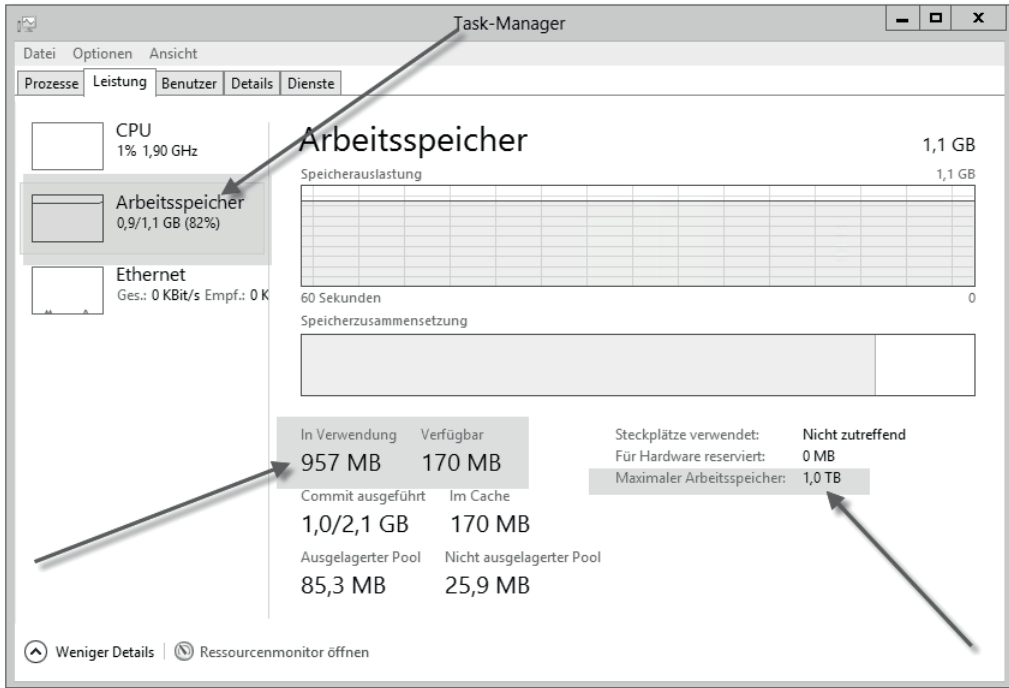 Task-Manager
Datei Optionen Ansicht
Prozesse Leistung Benutzer Details Dienste
CPU
1% 1,90 GHz
Arbeitsspeicher
0,9/1,1 GB (82%)
Ethernet
Ges.: 0 KBit/s Empf.: 0 K
Arbeitsspeicher 1,1 GB
Speicherauslastung 1,1 GB
60 Sekunden 0
Speicherzusammensetzung
In Verwendung Verfügbar
957 MB 170 MB
Commit ausgeführt Im Cache
1,0/2,1 GB 170 MB
Ausgelagerter Pool Nicht ausgelagerter Pool
85,3 MB 25,9 MB
Steckplätze verwendet: Nicht zutreffend
Für Hardware reserviert: 0 MB
Maximaler Arbeitsspeicher: 1,0 TB
Weniger Details Ressourcenmonitor öffnen